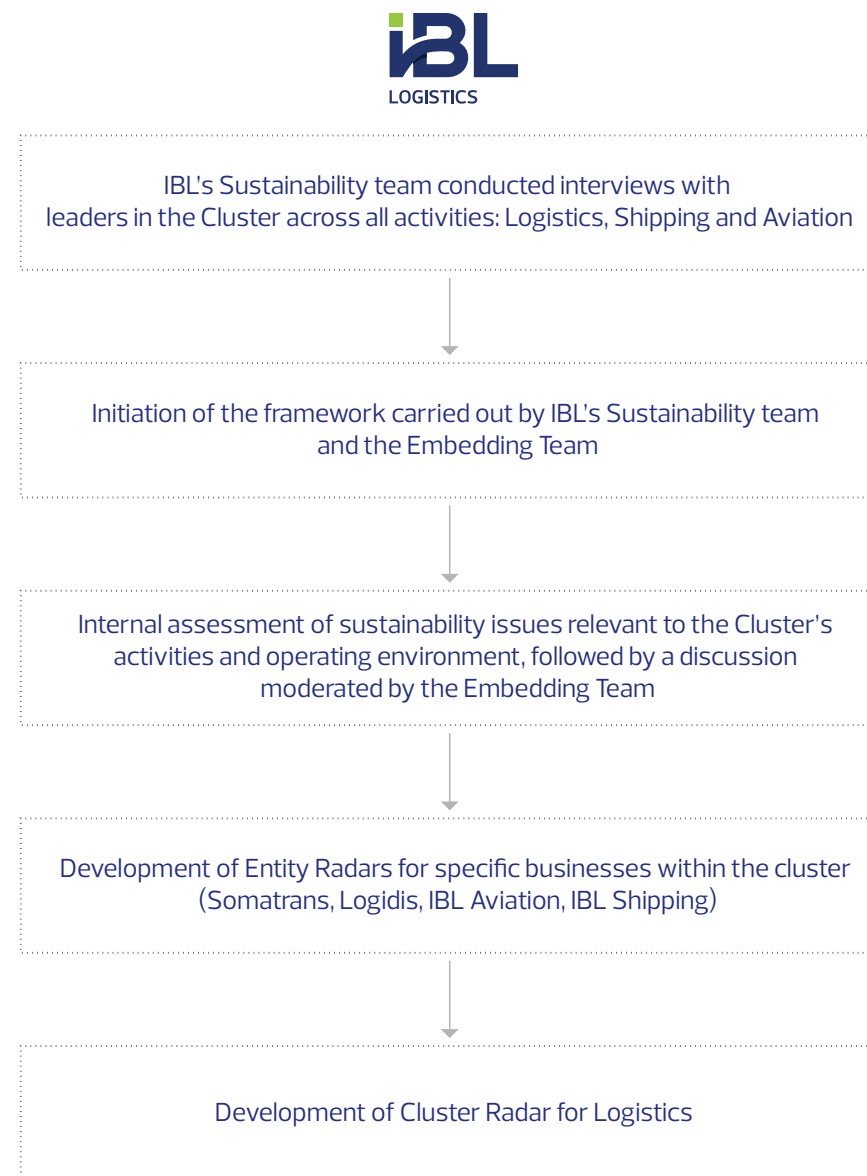 iBL
LOGISTICS
IBL’s Sustainability team conducted interviews with
leaders in the Cluster across all activities: Logistics, Shipping and Aviation
Initiation of the framework carried out by IBL’s Sustainability team
and the Embedding Team
Internal assessment of sustainability issues relevant to the Cluster’s
activities and operating environment, followed by a discussion
moderated by the Embedding Team
Development of Entity Radars for specific businesses within the cluster
(Somatrans, Logidis, IBL Aviation, IBL Shipping)
Development of Cluster Radar for Logistics